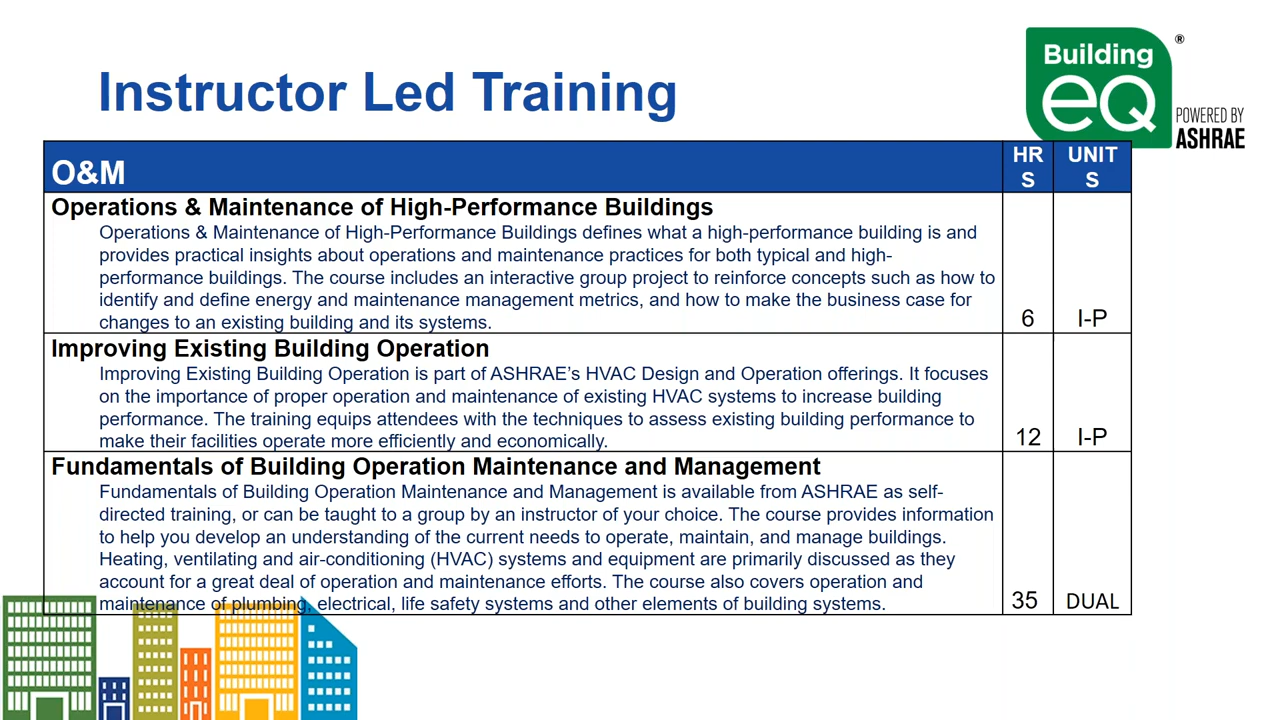 Instructor Led Training
Building
eQ
®
POWERED BY
ASHRAE
O&M
HR
S
UNIT
S
Operations & Maintenance of High-Performance Buildings
Operations & Maintenance of High-Performance Buildings defines what a high-performance building is and
provides practical insights about operations and maintenance practices for both typical and high-
performance buildings. The course includes an interactive group project to reinforce concepts such as how to
identify and define energy and maintenance management metrics, and how to make the business case for
changes to an existing building and its systems.
6
I-P
Improving Existing Building Operation
Improving Existing Building Operation is part of ASHRAE’s HVAC Design and Operation offerings. It focuses
on the importance of proper operation and maintenance of existing HVAC systems to increase building
performance. The training equips attendees with the techniques to assess existing building performance to
make their facilities operate more efficiently and economically.
12
I-P
Fundamentals of Building Operation Maintenance and Management
Fundamentals of Building Operation Maintenance and Management is available from ASHRAE as self-
directed training, or can be taught to a group by an instructor of your choice. The course provides information
to help you develop an understanding of the current needs to operate, maintain, and manage buildings.
Heating, ventilating and air-conditioning (HVAC) systems and equipment are primarily discussed as they
account for a great deal of operation and maintenance efforts. The course also covers operation and
maintenance of plumbing, electrical, life safety systems and other elements of building systems.
35
DUAL